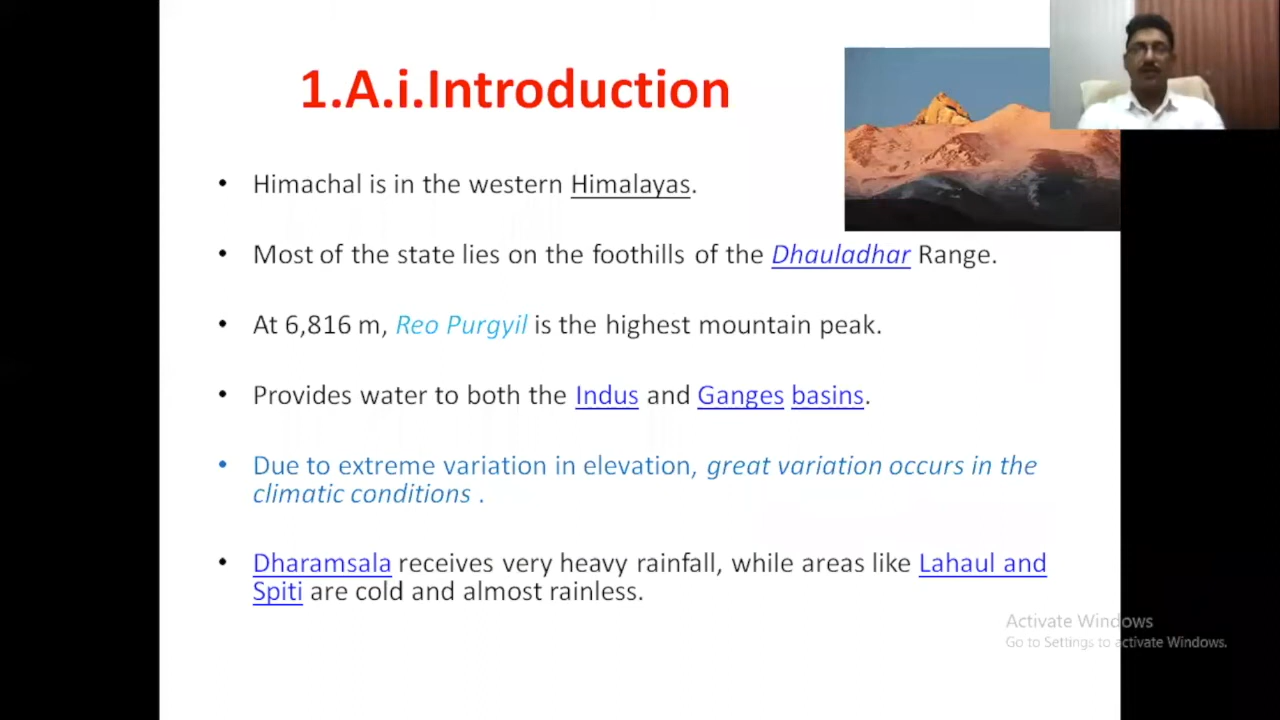 1.A.i.Introduction
• Himachal is in the western Himalayas.
• Most of the state lies on the foothills of the Dhauladhar Range.
• At 6,816 m, Reo Purgyil is the highest mountain peak.
• Provides water to both the Indus and Ganges basins.
• Due to extreme variation in elevation, great variation occurs in the
climatic conditions .
• Dharamsala receives very heavy rainfall, while areas like Lahaul and
Spiti are cold and almost rainless.
Activate Windows
Go to Settings to activate Windows.